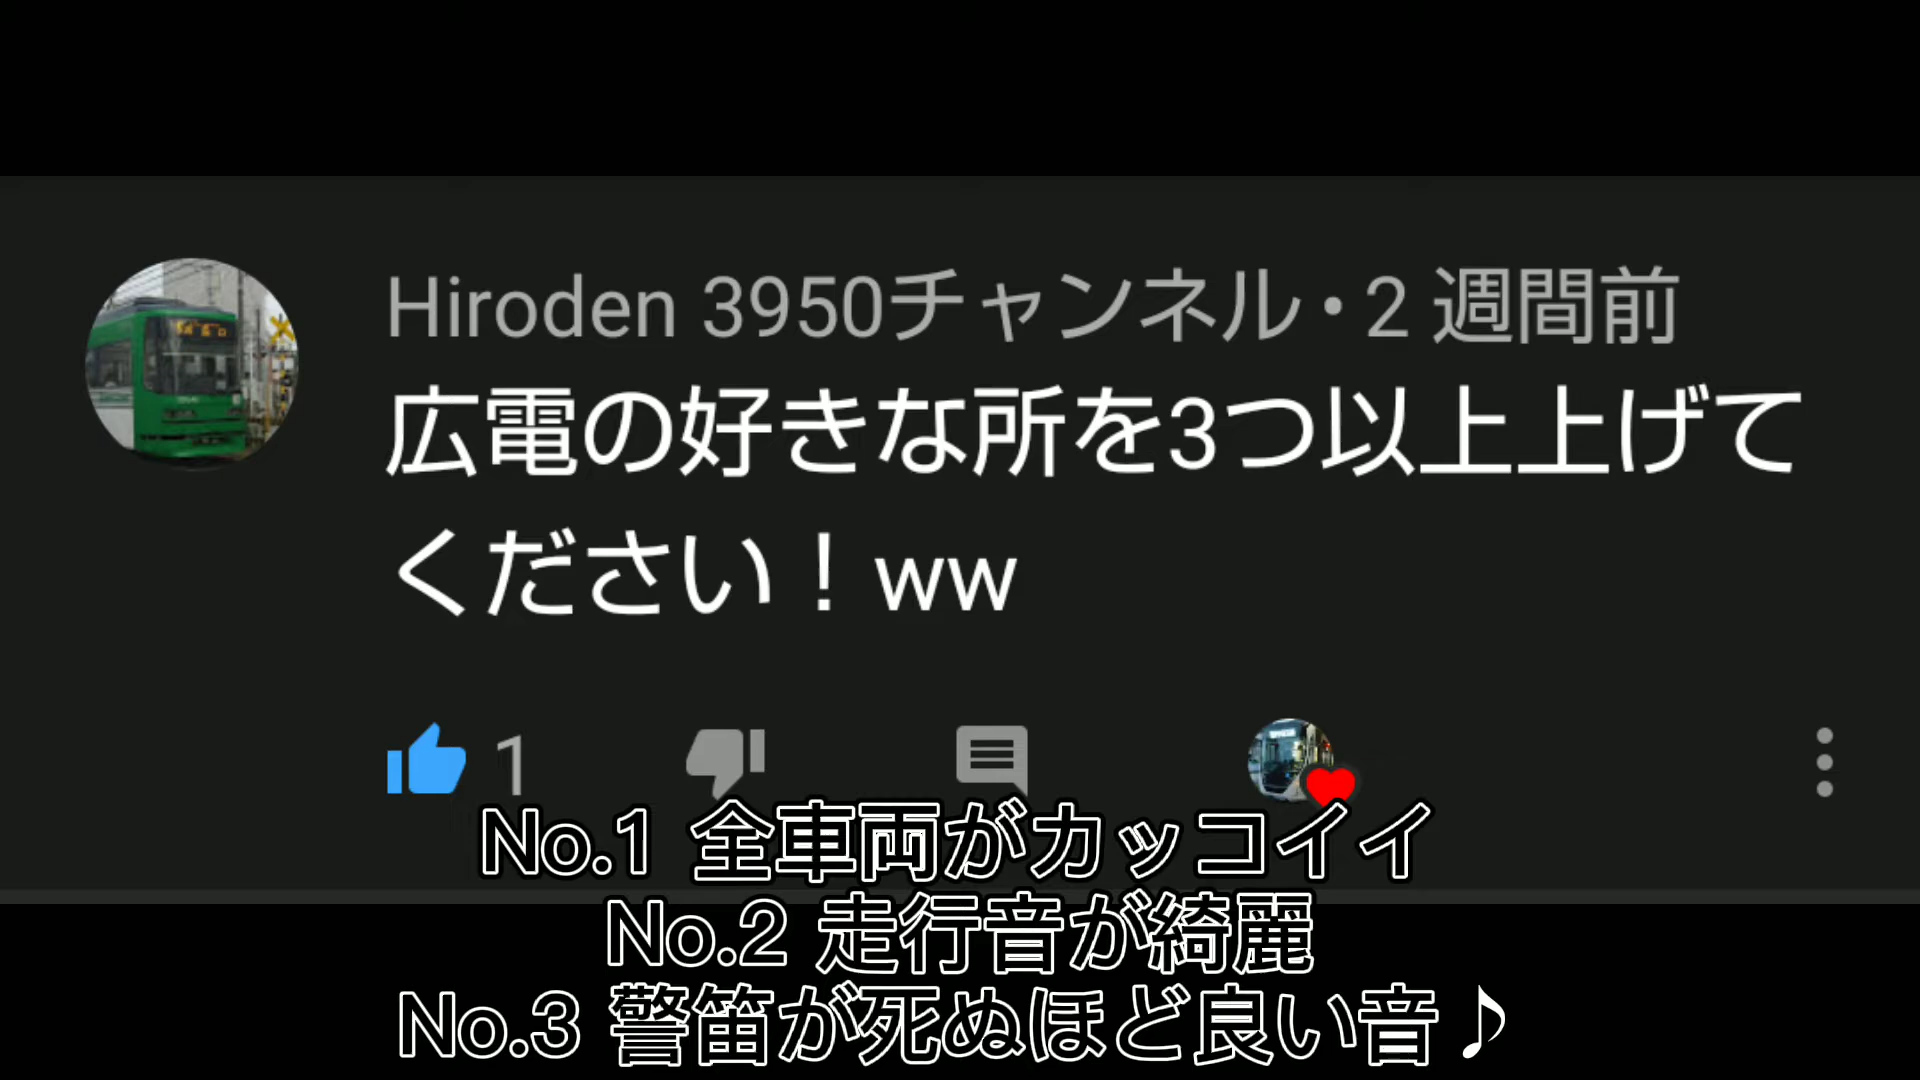 Hiroden 3950チャンネル・2 週間前
広電の好きな所を3つ以上上げて
ください！ww
1
No.1 全車両がカッコイイ
No.2 走行音が綺麗
No.3 警笛が死ぬほど良い音♪